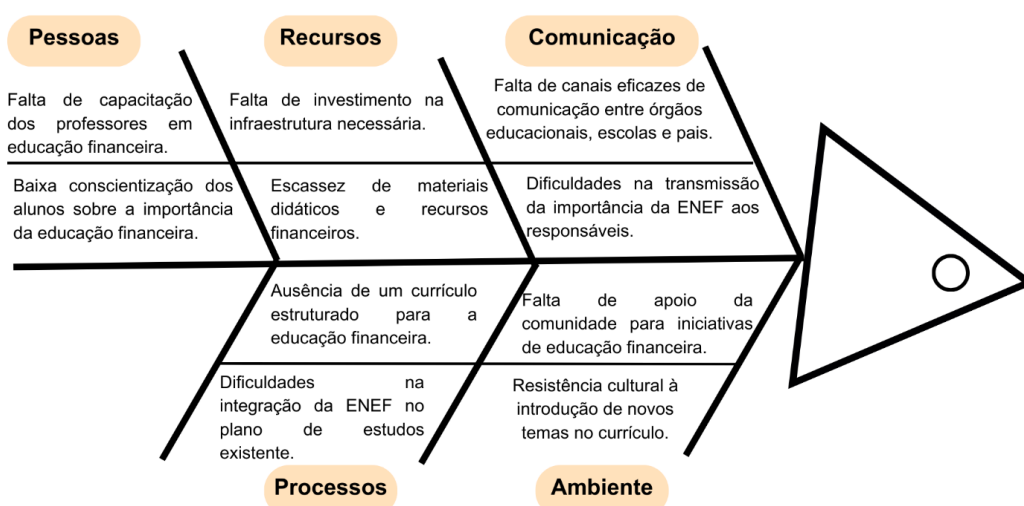 Pessoas
Recursos
Comunicação
Falta de capacitação
dos professores em
educação financeira.
Falta de investimento na
infraestrutura necessária.
Falta de canais eficazes de
comunicação entre órgãos
educacionais, escolas e pais.
Baixa conscientização dos
alunos sobre a importância
da educação financeira.
Escassez de materiais
didáticos e recursos
financeiros.
Dificuldades na transmissão
da importância da ENEF aos
responsáveis.
Ausência de um currículo
estruturado para a
educação financeira.
Falta de apoio da
comunidade para iniciativas
de educação financeira.
Dificuldades na
integração da ENEF no
plano de estudos
existente.
Resistência cultural à
introdução de novos
temas no currículo.
Processos
Ambiente